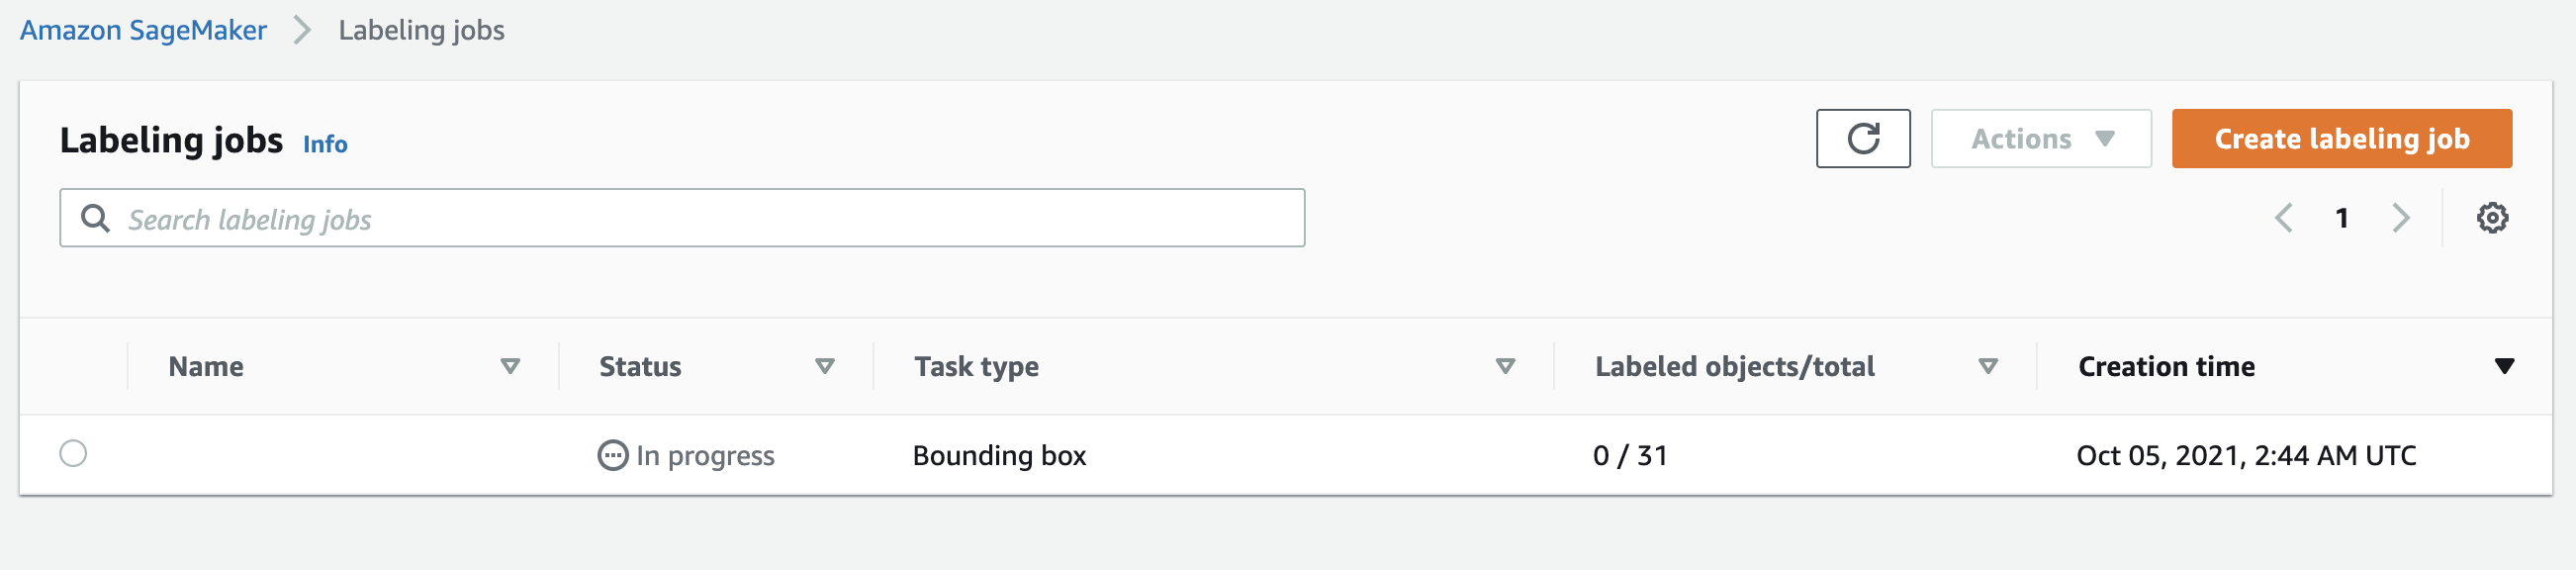 Amazon SageMaker > Labeling jobs
Labeling jobs Info
Actions Create labeling job
Search labeling jobs 1
Name Status Task type Labeled objects/total Creation time
In progress Bounding box 0 / 31 Oct 05, 2021, 2:44 AM UTC